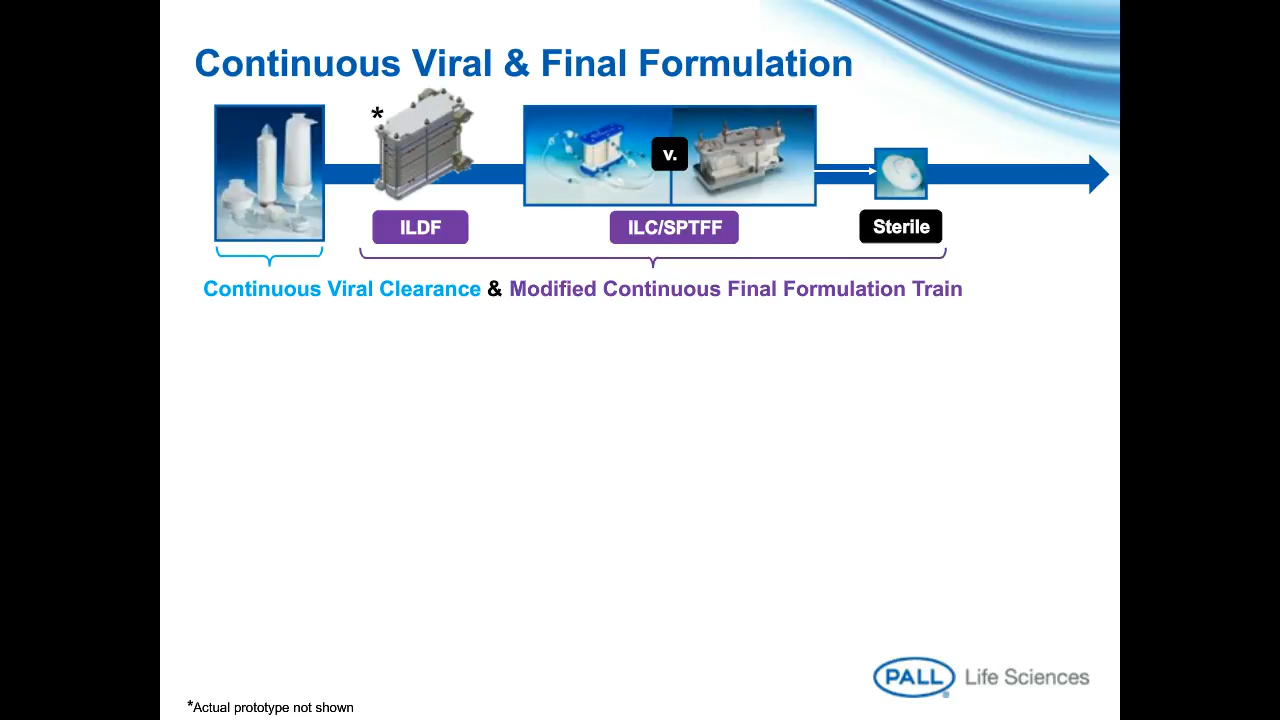 Continuous Viral & Final Formulation
*
v.
ILDF
ILC/SPTFF
Sterile
Continuous Viral Clearance & Modified Continuous Final Formulation Train
PALL Life Sciences
*Actual prototype not shown